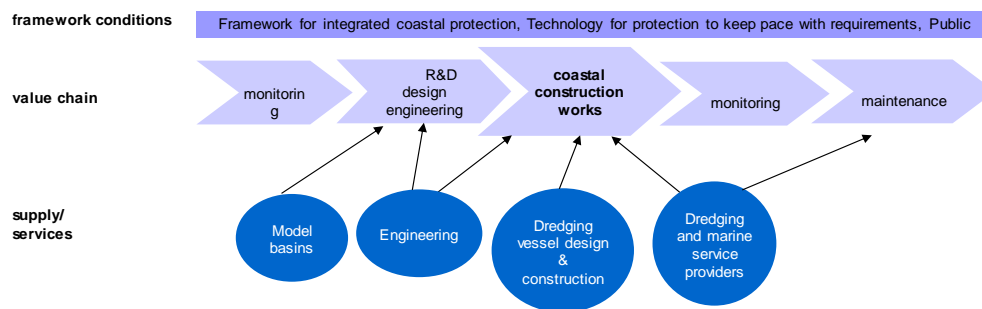 framework conditions
Framework for integrated coastal protection, Technology for protection to keep pace with requirements, Public
value chain
monitorin
g
R&D
design
engineering
coastal
construction
works
monitoring
maintenance
supply/
services
Model
basins
Engineering
Dredging
vessel design
&
construction
Dredging
and marine
service
providers